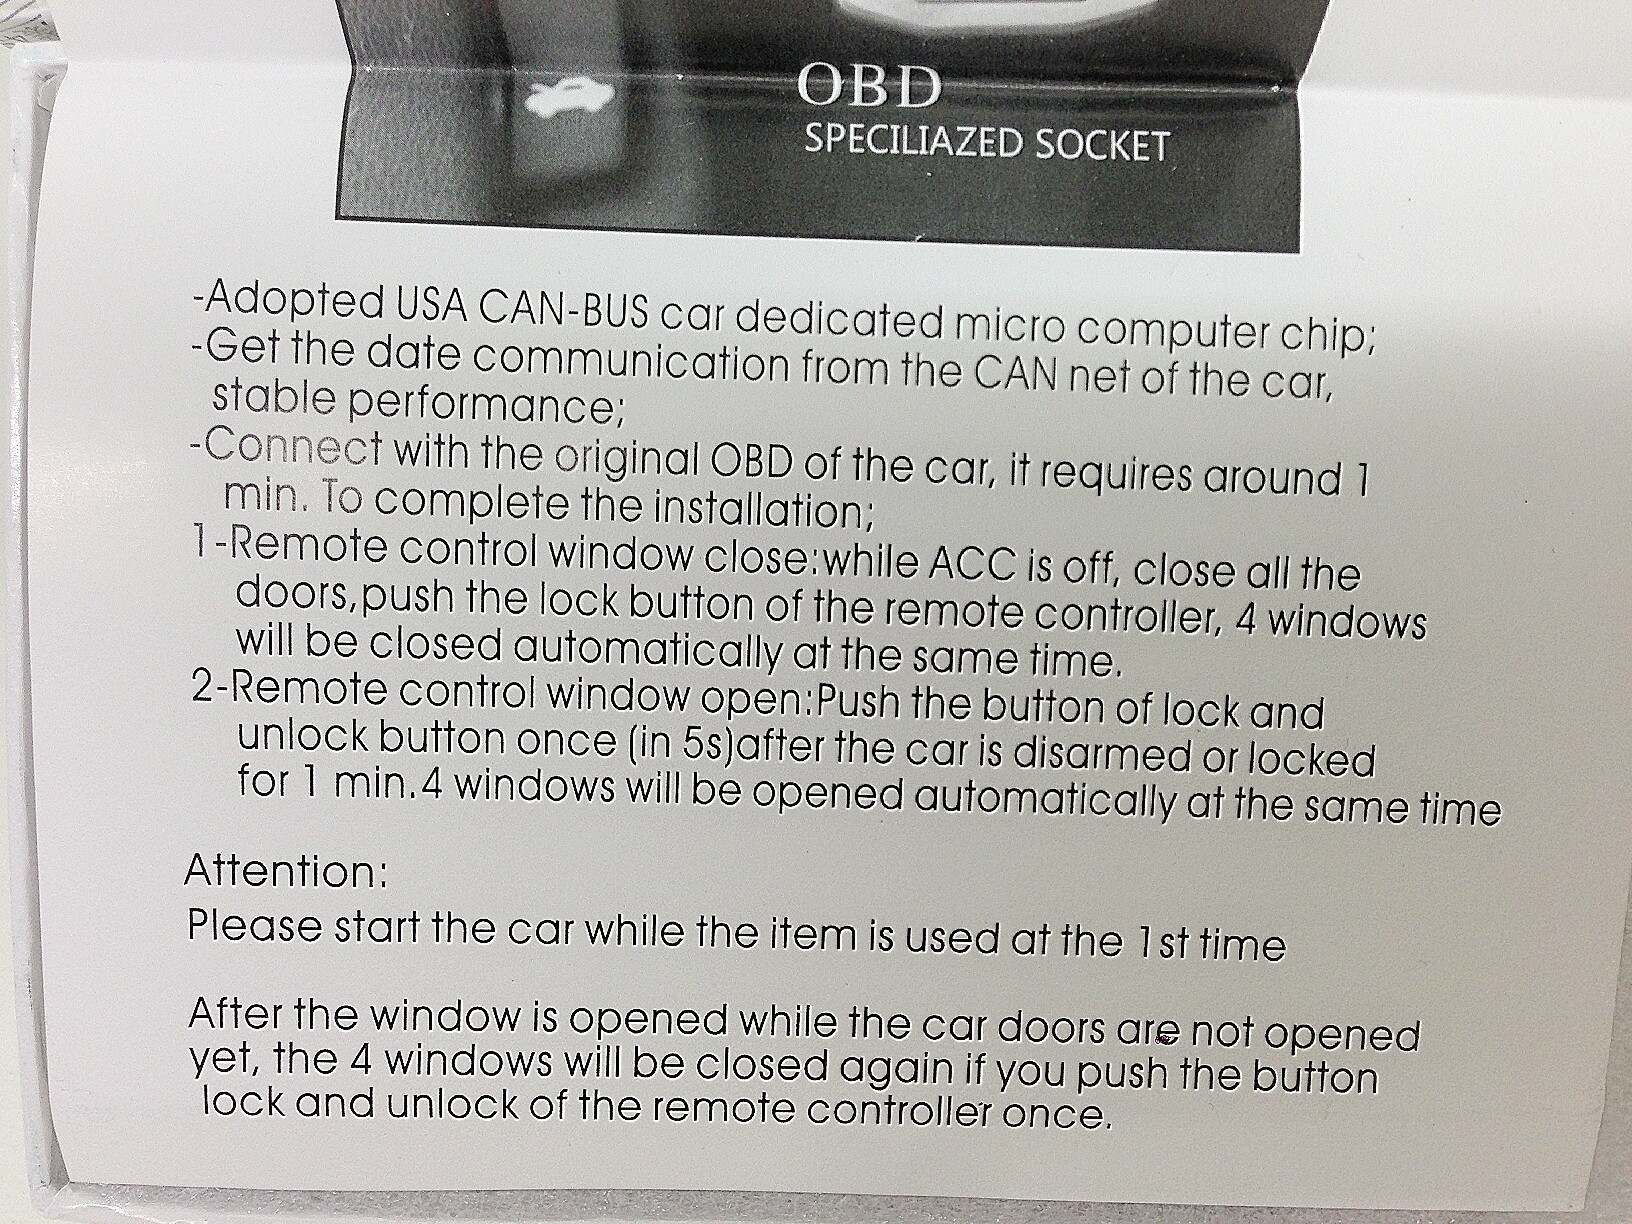 OBD
SPECILIAZED SOCKET
-Adopted USA CAN-BUS car dedicated micro computer chip;
-Get the date communication from the CAN net of the car,
stable performance;
-Connect with the original OBD of the car, it requires around 1
min. To complete the installation;
1-Remote control window close:while ACC is off, close all the
doors,push the lock button of the remote controller, 4 windows
will be closed automatically at the same time.
2-Remote control window open:Push the button of lock and
unlock button once (in 5s)after the car is disarmed or locked
for 1 min.4 windows will be opened automatically at the same time
Attention:
Please start the car while the item is used at the 1st time
After the window is opened while the car doors are not opened
yet, the 4 windows will be closed again if you push the button
lock and unlock of the remote controller once.